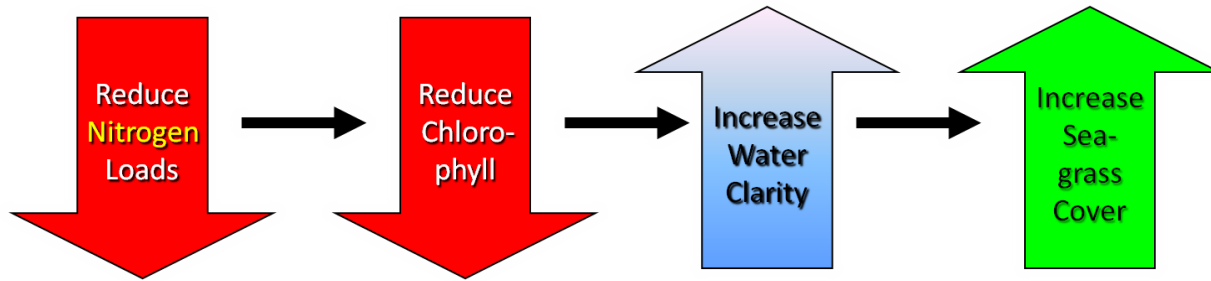 Reduce
Nitrogen
Loads
Reduce
Chloro-
phyll
Increase
Water
Clarity
Increase
Sea-
grass
Cover